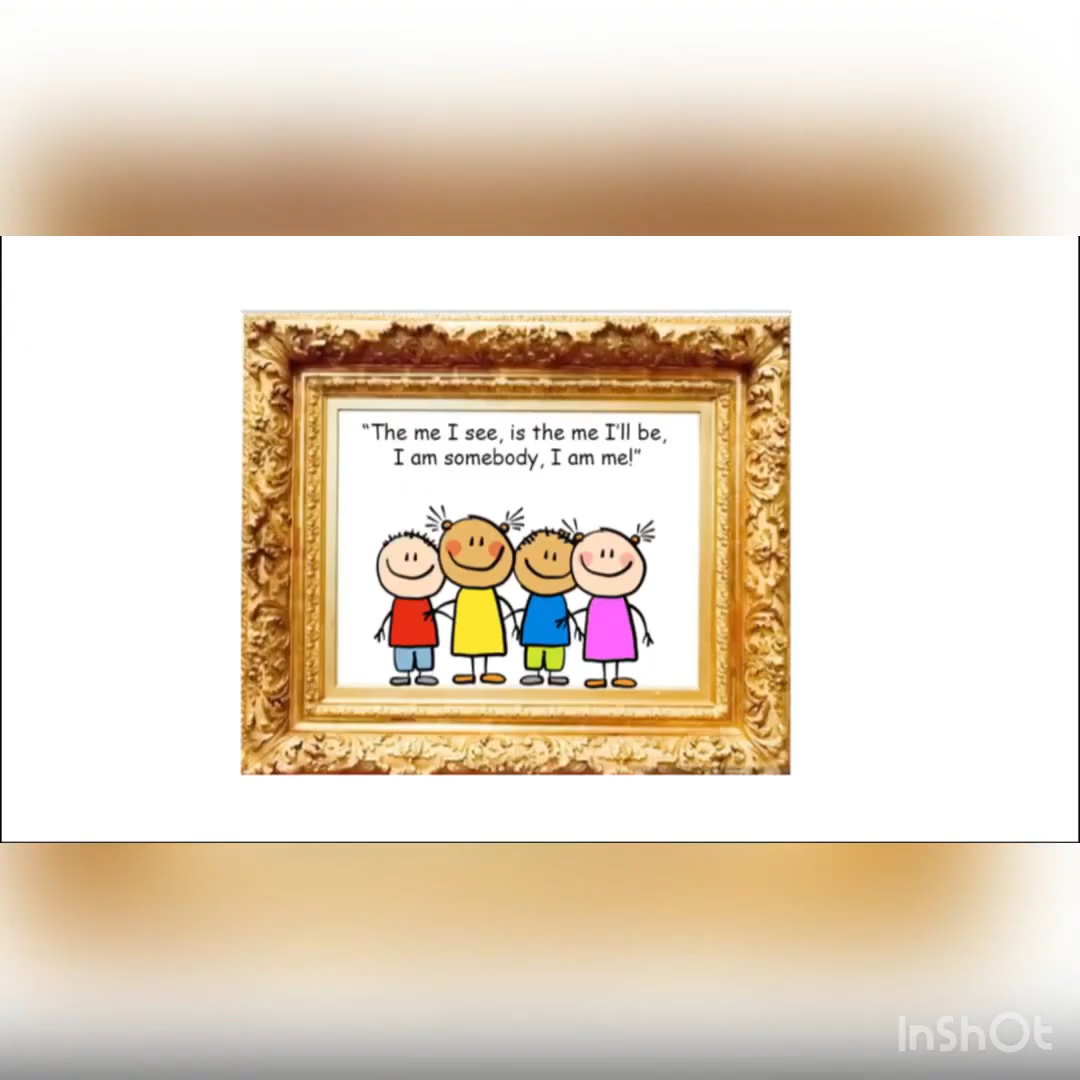 “The me I see, is the me I’ll be,
I am somebody, I am me!”
InShOt